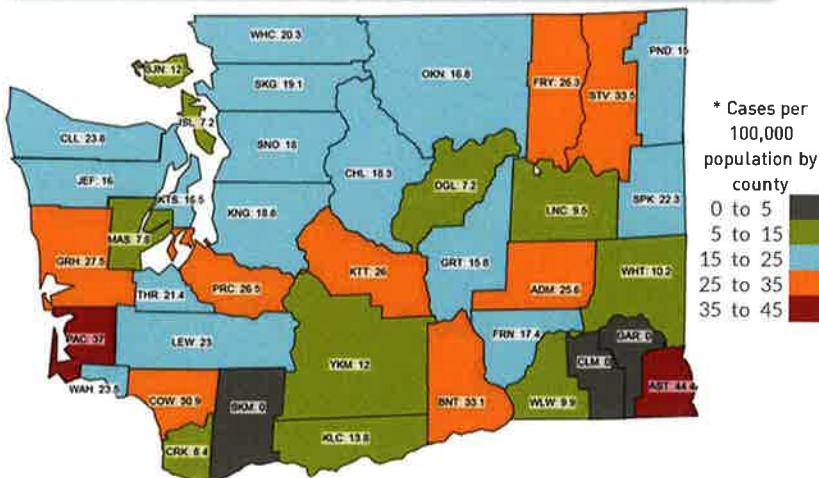 WHC: 20.3
SJN: 12
SKG: 19.1
OKN: 16.8
FRY: 26.3
STV: 33.5
PND: 15
ISL: 7.2
CLL: 23.8
SNO: 18
CHL: 18.3
JEF: 16
KTS: 16.5
DGL: 7.2
LNC: 9.5
SPK: 22.3
MAS: 7.8
KNG: 18.6
GRH: 27.5
PRC: 26.5
KTT: 26
GRT: 15.8
ADM: 25.6
WHT: 10.2
THR: 21.4
PAC: 37
LEW: 23
FRN: 17.4
GAR: 0
CLM: 0
YKM: 12
WAH: 23.5
COW: 30.9
SKM: 0
BNT: 33.1
WLW: 9.9
AST: 44.4
CRK: 8.4
KLC: 13.8
* Cases per
100,000
population by
county
0 to 5
5 to 15
15 to 25
25 to 35
35 to 45